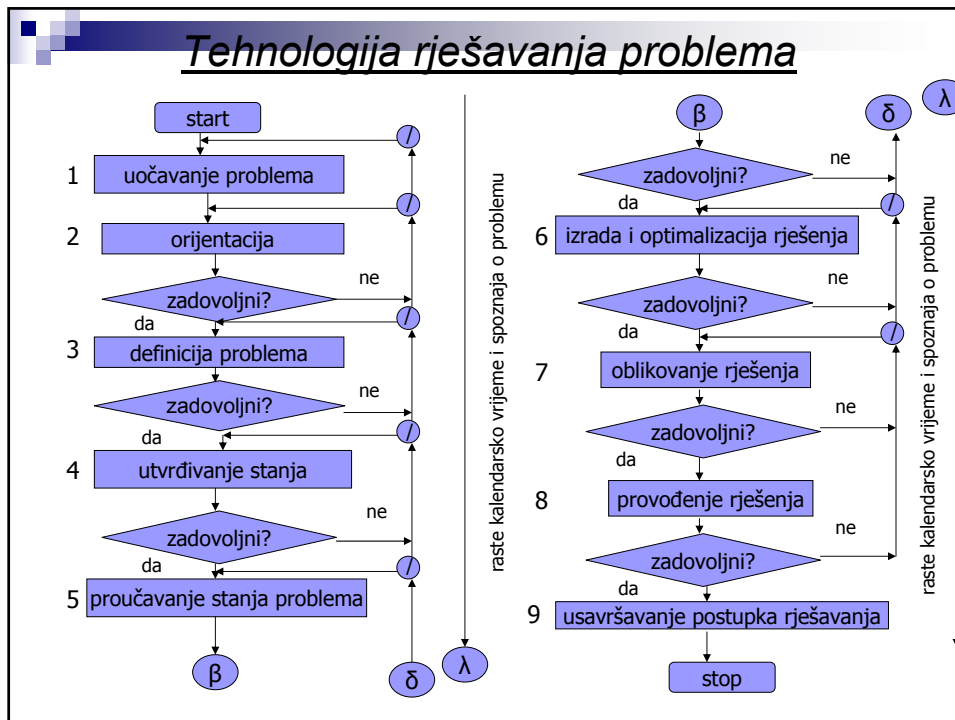 Tehnologija rješavanja problema
start
/
1
uočavanje problema
/
2
orijentacija
ne
zadovoljni?
/
da
3
definicija problema
ne
zadovoljni?
/
da
4
utvrđivanje stanja
ne
zadovoljni?
/
da
5
proučavanje stanja problema
β
δ
λ
raste kalendarsko vrijeme i spoznaja o problemu
β
δ
λ
ne
zadovoljni?
/
da
6
izrada i optimalizacija rješenja
ne
zadovoljni?
/
da
7
oblikovanje rješenja
ne
zadovoljni?
da
8
provođenje rješenja
ne
zadovoljni?
da
9
usavršavanje postupka rješavanja
stop
raste kalendarsko vrijeme i spoznaja o problemu